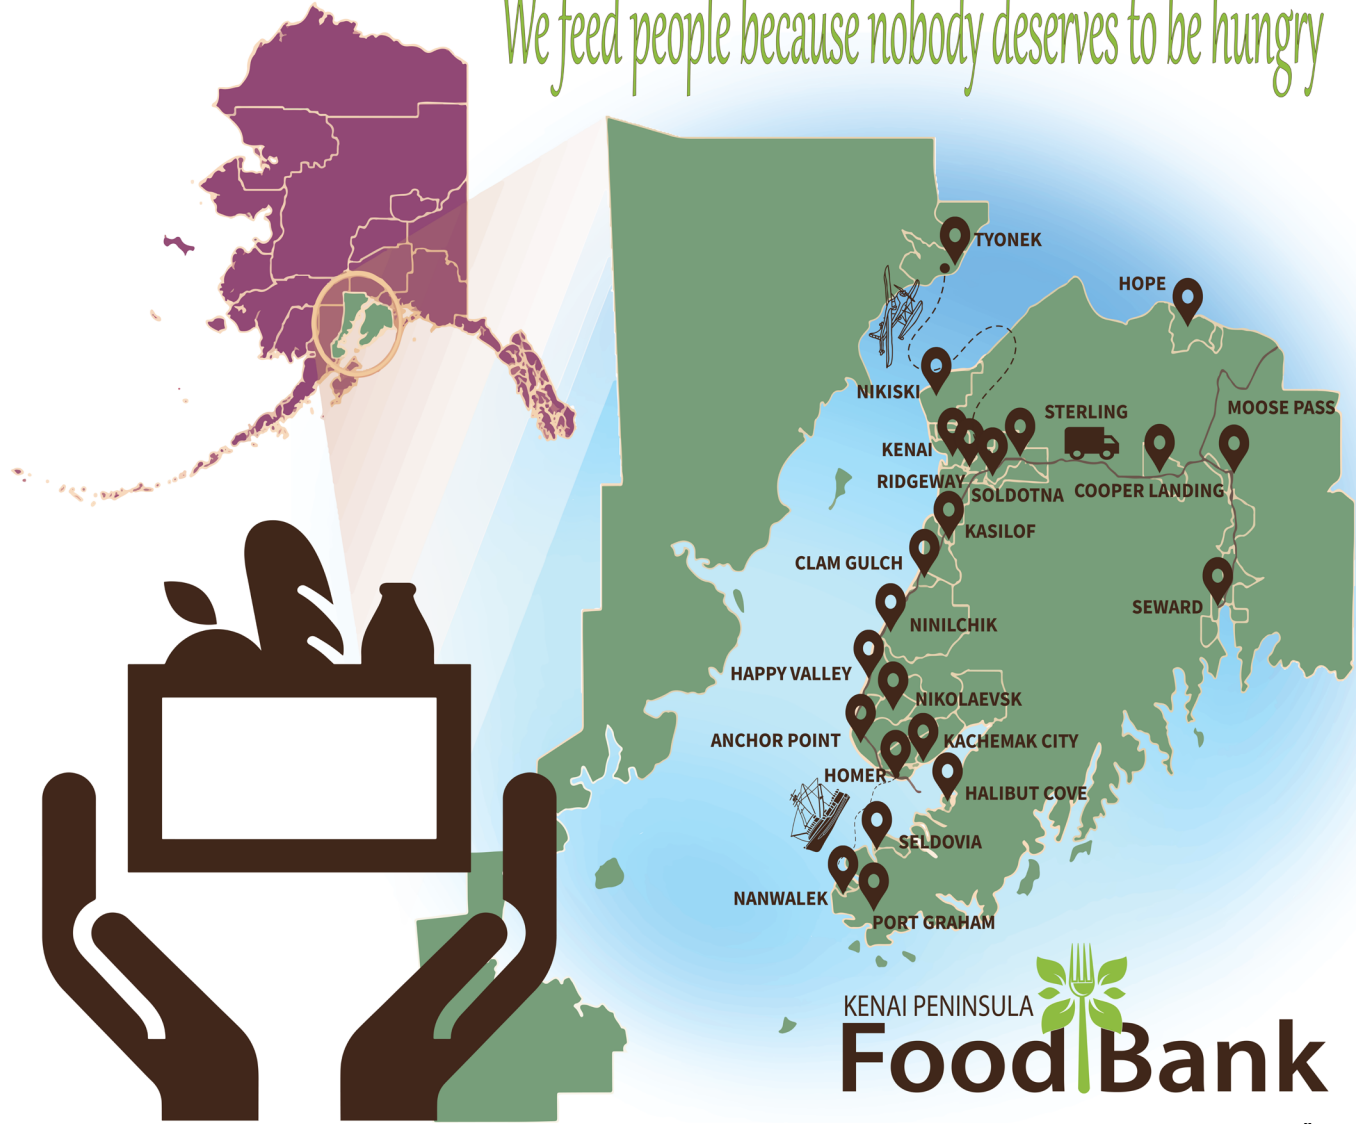 We feed people because nobody deserves to be hungry
TYONEK
HOPE
NIKISKI
MOOSE PASS
STERLING
KENAI
RIDGEWAY
SOLDOTNA
COOPER LANDING
KASILOF
CLAM GULCH
SEWARD
NINILCHIK
HAPPY VALLEY
NIKOLAEVSK
ANCHOR POINT
KACHEMAK CITY
HOMER
HALIBUT COVE
SELDOVIA
NANWALEK
PORT GRAHAM
KENAI PENINSULA
Food Bank